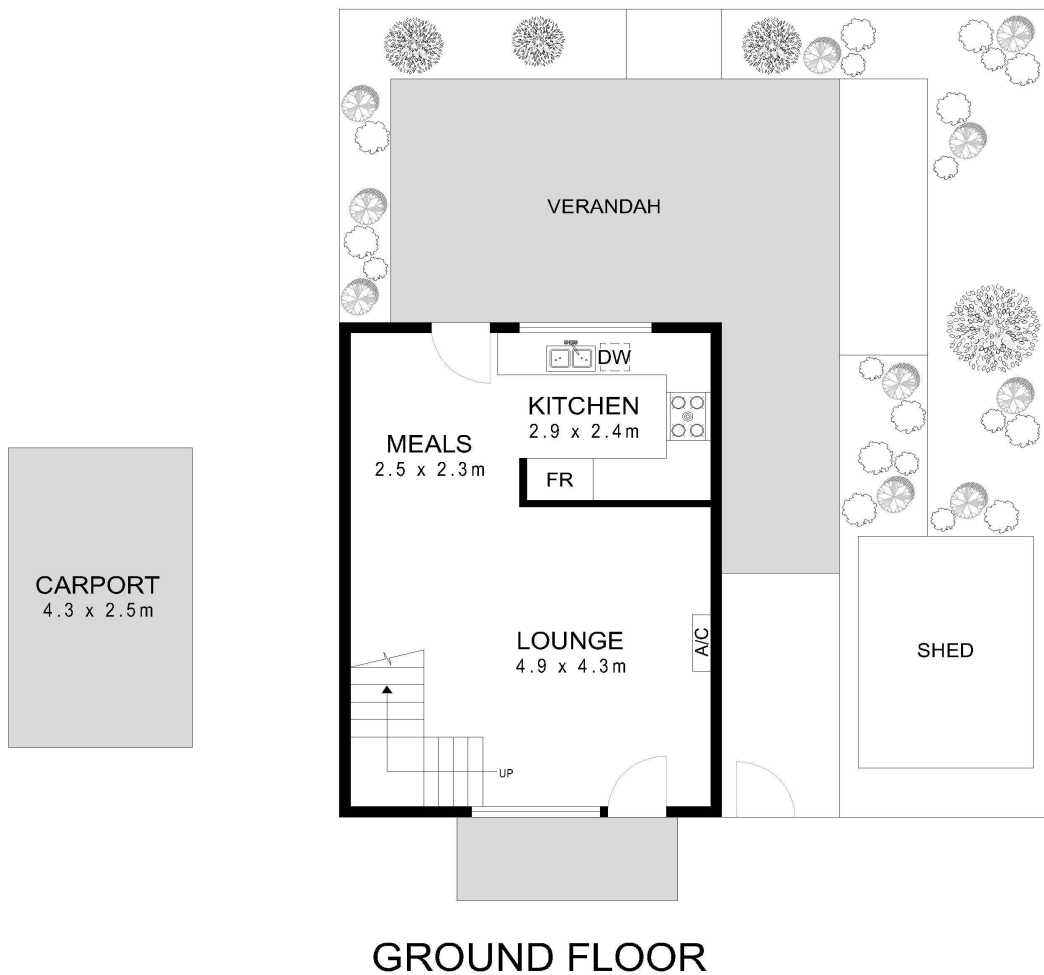 VERANDAH
DW
KITCHEN
2.9 x 2.4m
MEALS
2.5 x 2.3m
FR
CARPORT
4.3 x 2.5m
LOUNGE
4.9 x 4.3m
A/C
SHED
UP
GROUND FLOOR